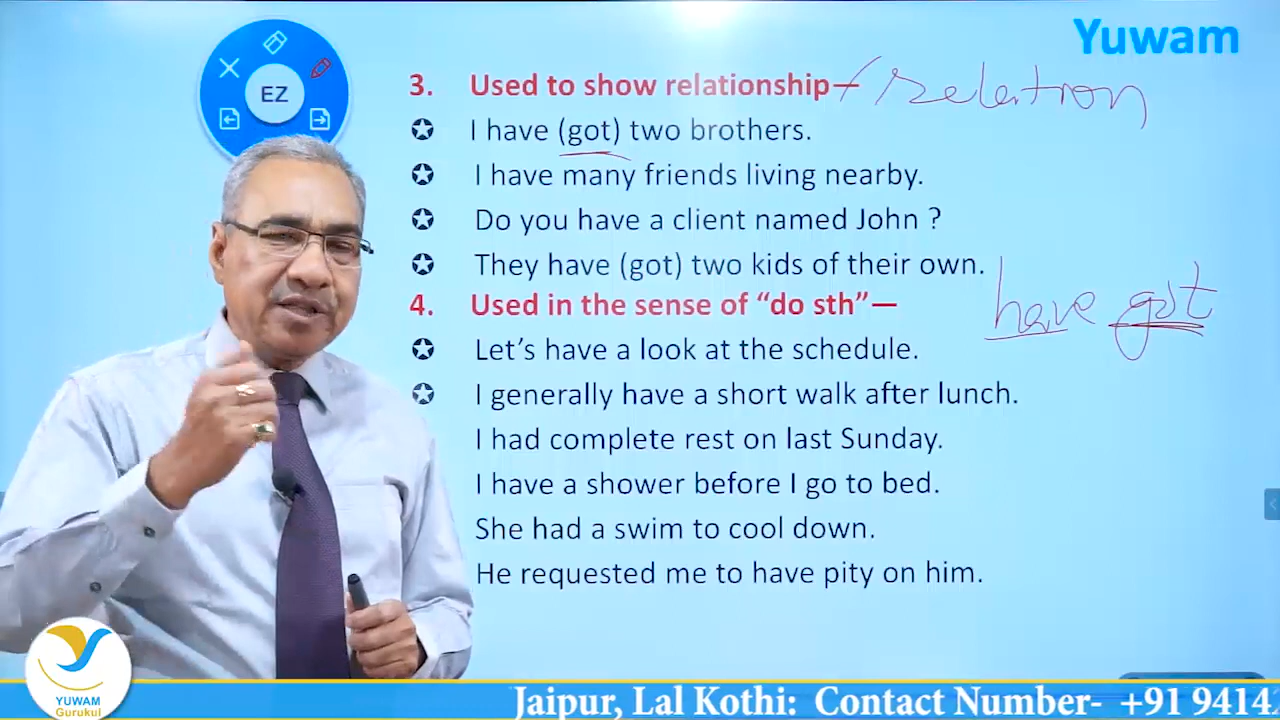 Yuwam
EZ
3. Used to show relationship— (relation
I have (got) two brothers.
I have many friends living nearby.
Do you have a client named John ?
They have (got) two kids of their own.
have got
4. Used in the sense of “do sth”—
Let’s have a look at the schedule.
I generally have a short walk after lunch.
I had complete rest on last Sunday.
I have a shower before I go to bed.
She had a swim to cool down.
He requested me to have pity on him.
YUWAM
Gurukul
Jaipur, Lal Kothi: Contact Number- +91 9414